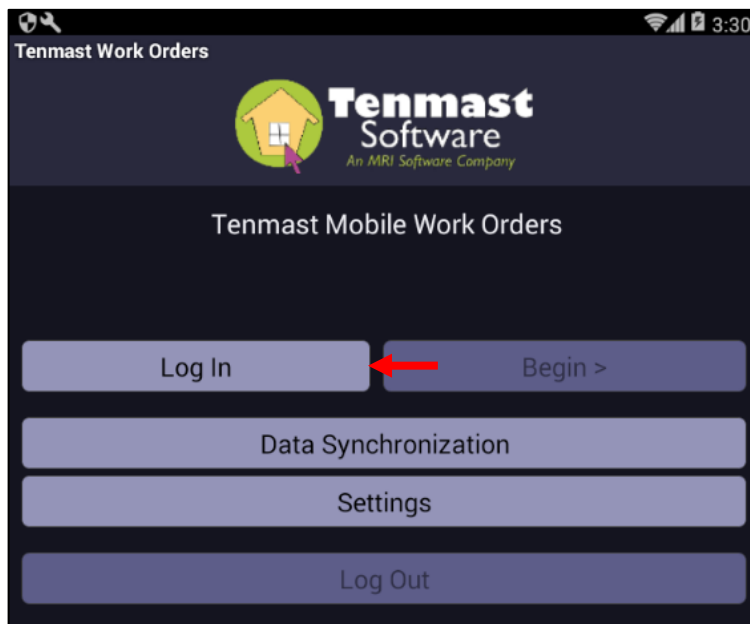 3:30
Tenmast Work Orders
Tenmast
Software
An MRI Software Company
Tenmast Mobile Work Orders
Log In
Begin >
Data Synchronization
Settings
Log Out